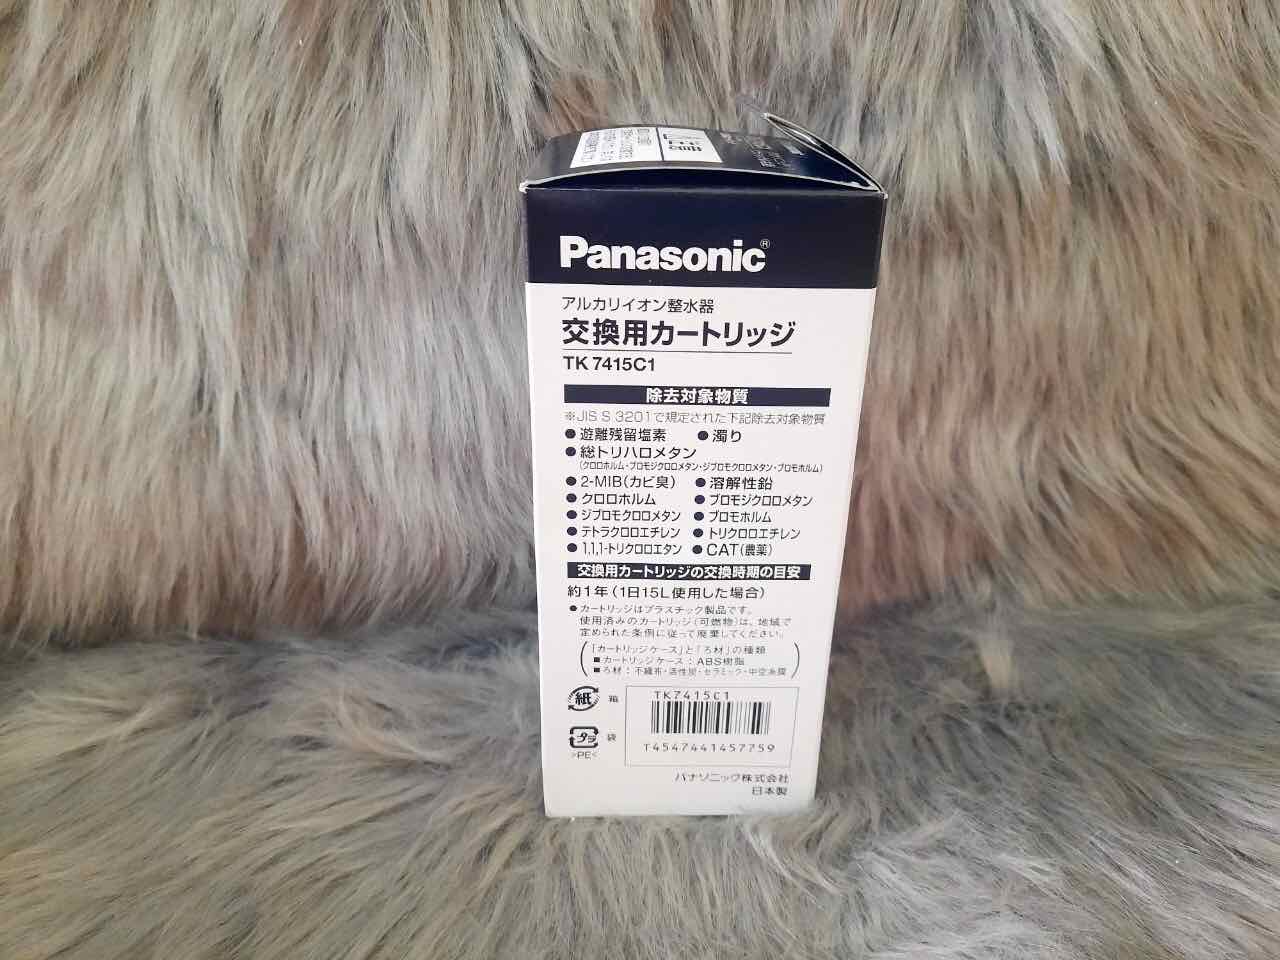 Panasonic®
アルカリイオン整水器
交換用カートリッジ
TK 7415C1
除去対象物質
※JIS S 3201で規定された下記除去対象物質
●遊離残留塩素 ●濁り
●総トリハロメタン
(クロロホルム・ブロモジクロロメタン・ジブロモクロロメタン・ブロモホルム)
●2-MIB(カビ臭) ●溶解性鉛
●クロロホルム ●ブロモジクロロメタン
●ジブロモクロロメタン ●ブロモホルム
●テトラクロロエチレン ●トリクロロエチレン
●1,1,1-トリクロロエタン ●CAT(農薬)
交換用カートリッジの交換時期の目安
約1年(1日15L使用した場合)
●カートリッジはプラスチック製品です。
使用済みのカートリッジ(可燃物)は、地域で
定められた条例に従って廃棄してください。
「カートリッジケース」と「ろ材」の種類
■カートリッジケース:ABS樹脂
■ろ材:不織布・活性炭・セラミック・中空糸膜
紙 箱
プラ 袋
>PE<
TK7415C1
T4547441457759
パナソニック株式会社
日本製